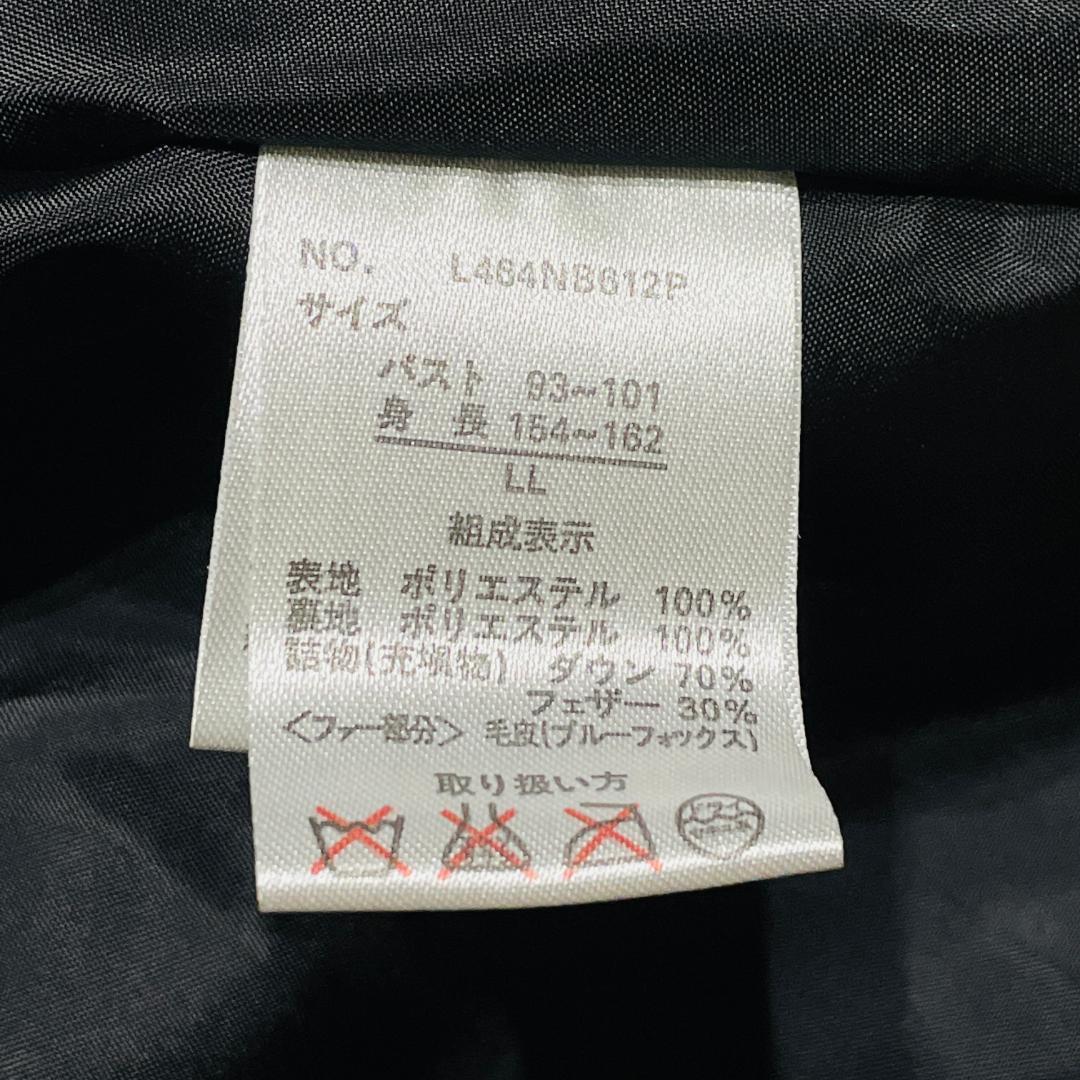 NO. L464NB612P
サイズ
バスト 93~101
身長 154~162
LL
組成表示
表地 ポリエステル 100%
裏地 ポリエステル 100%
詰物(充填物) ダウン 70%
フェザー 30%
<ファー部分> 毛皮(ブルーフォックス)
取り扱い方
ドライ